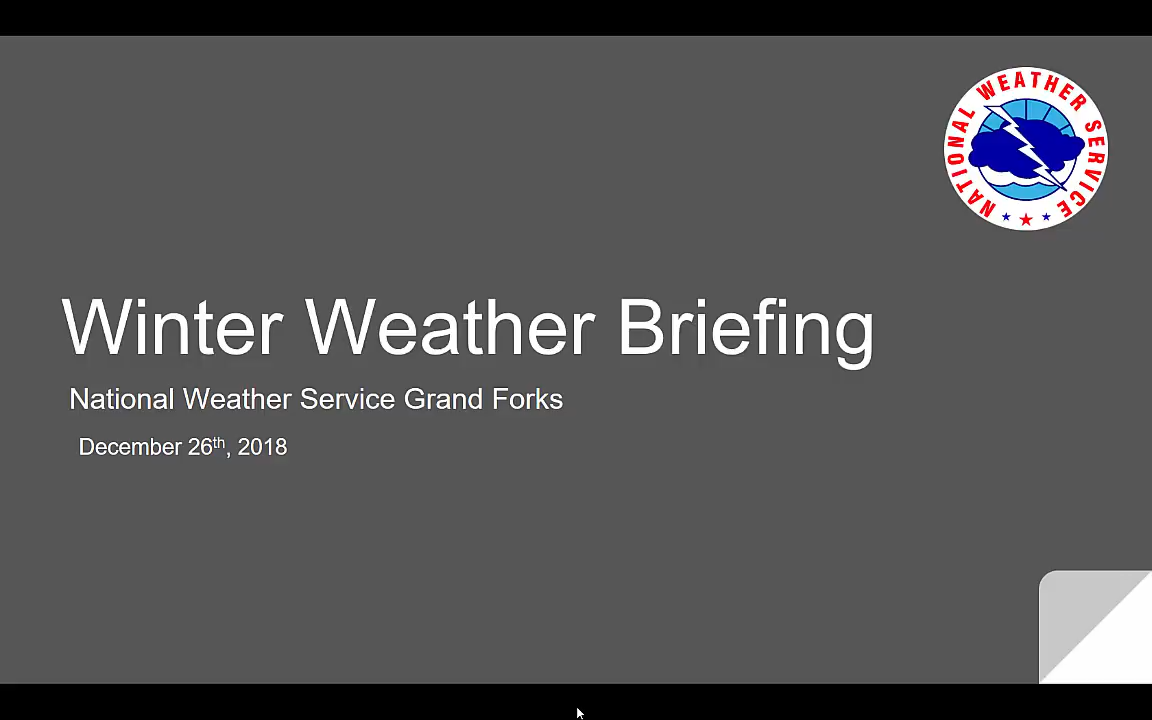 NATIONAL WEATHER SERVICE
Winter Weather Briefing
National Weather Service Grand Forks
December 26th, 2018